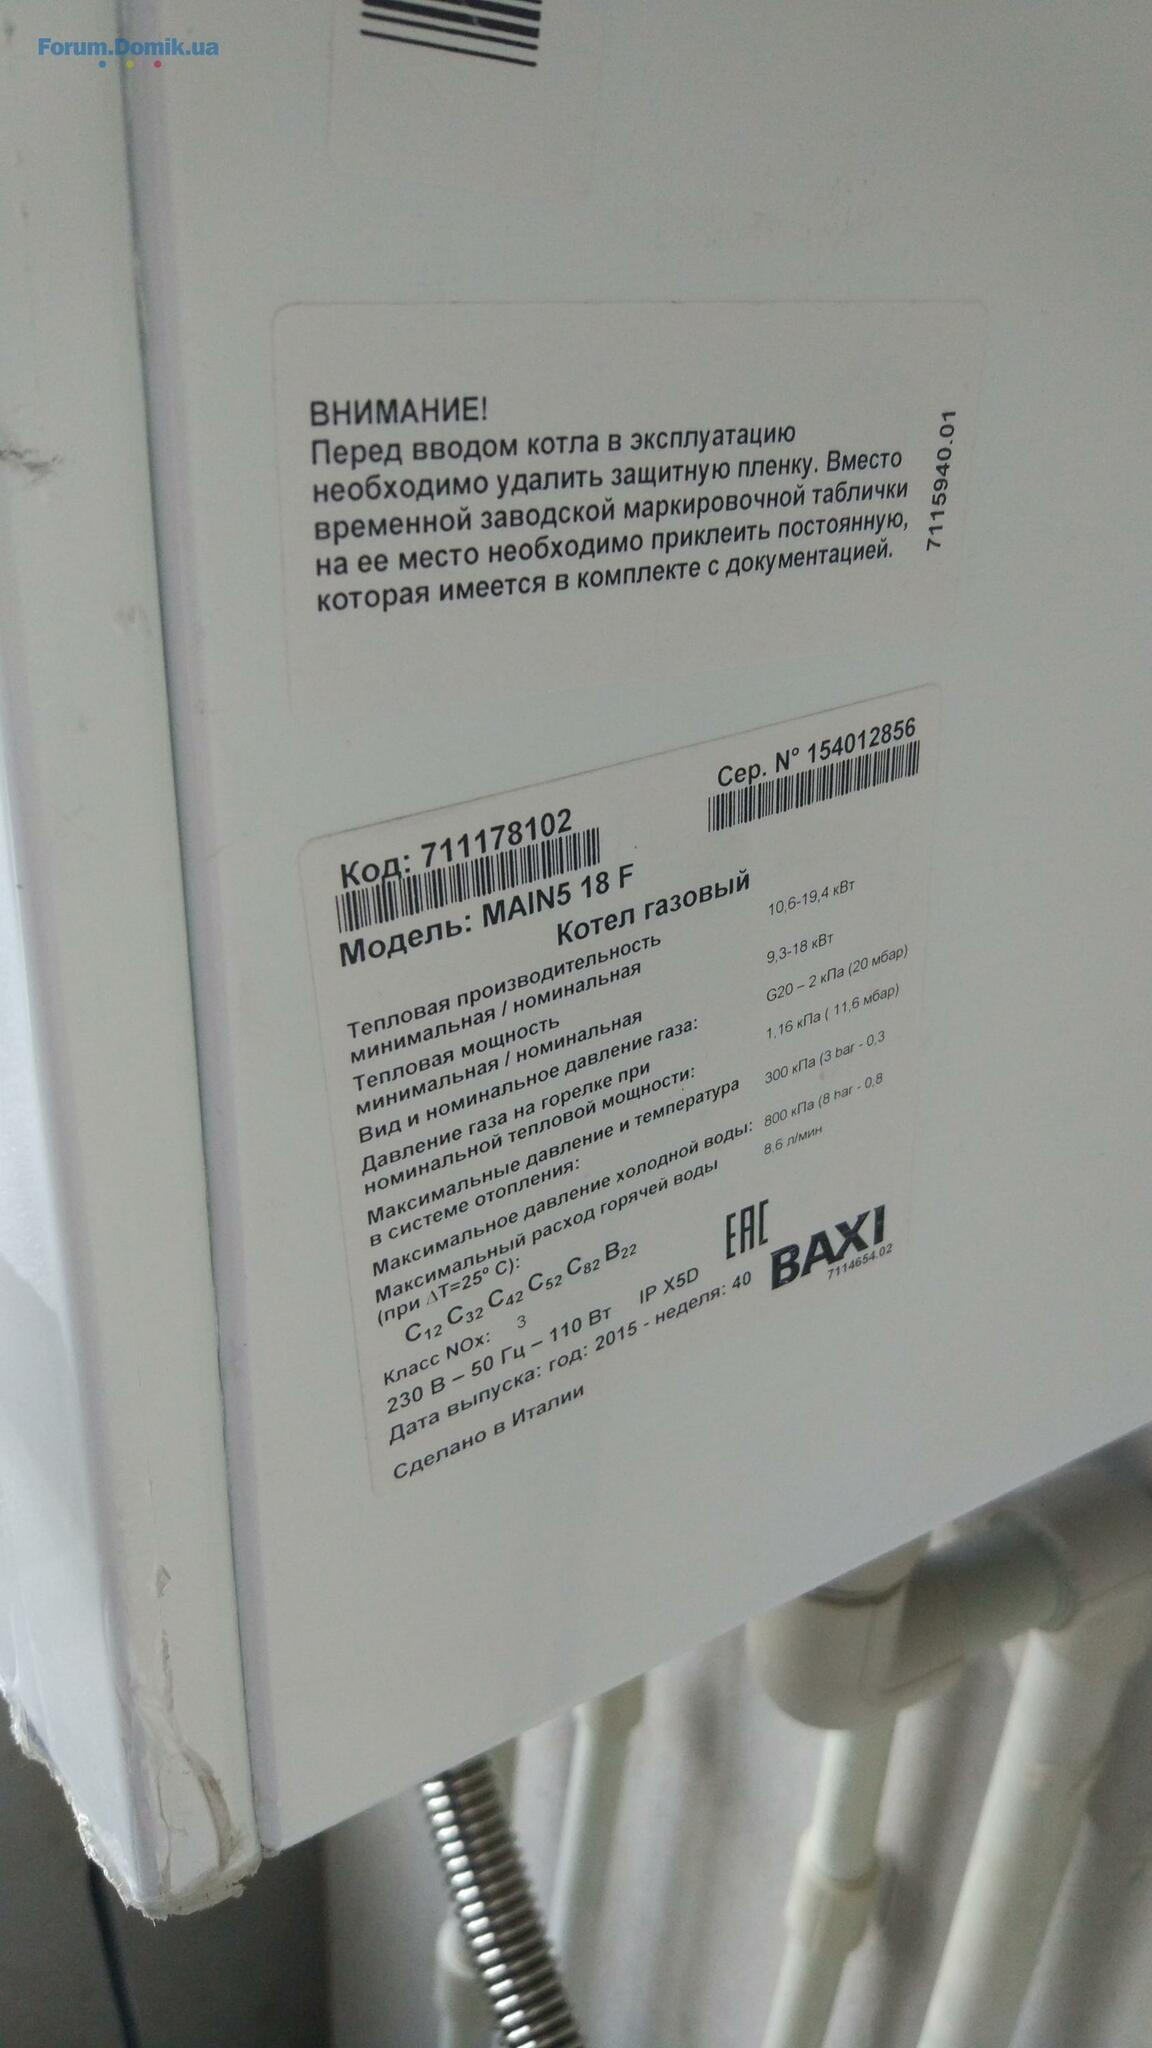 Forum.Domik.ua
ВНИМАНИЕ!
Перед вводом котла в эксплуатацию
необходимо удалить защитную пленку. Вместо
временной заводской маркировочной таблички
на ее место необходимо приклеить постоянную,
которая имеется в комплекте с документацией.
7115940.01
Сер. N° 154012856
Код: 711178102
Модель: MAIN5 18 F
Котел газовый
Тепловая производительность
минимальная / номинальная 10,6-19,4 кВт
Тепловая мощность
минимальная / номинальная 9,3-18 кВт
Вид и номинальное давление газа: G20 – 2 кПа (20 мбар)
Давление газа на горелке при
номинальной тепловой мощности: 1,16 кПа ( 11,6 мбар)
Максимальные давление и температура
в системе отопления: 300 кПа (3 bar - 0,3
Максимальное давление холодной воды: 800 кПа (8 bar - 0,8
Максимальный расход горячей воды
(при ΔT=25º C): 8,6 л/мин
C12 C32 C42 C52 C82 B22
EAC
Класс NOx: 3
230 В – 50 Гц – 110 Вт IP X5D
BAXI
7114654.02
Дата выпуска: год: 2015 - неделя: 40
Сделано в Италии